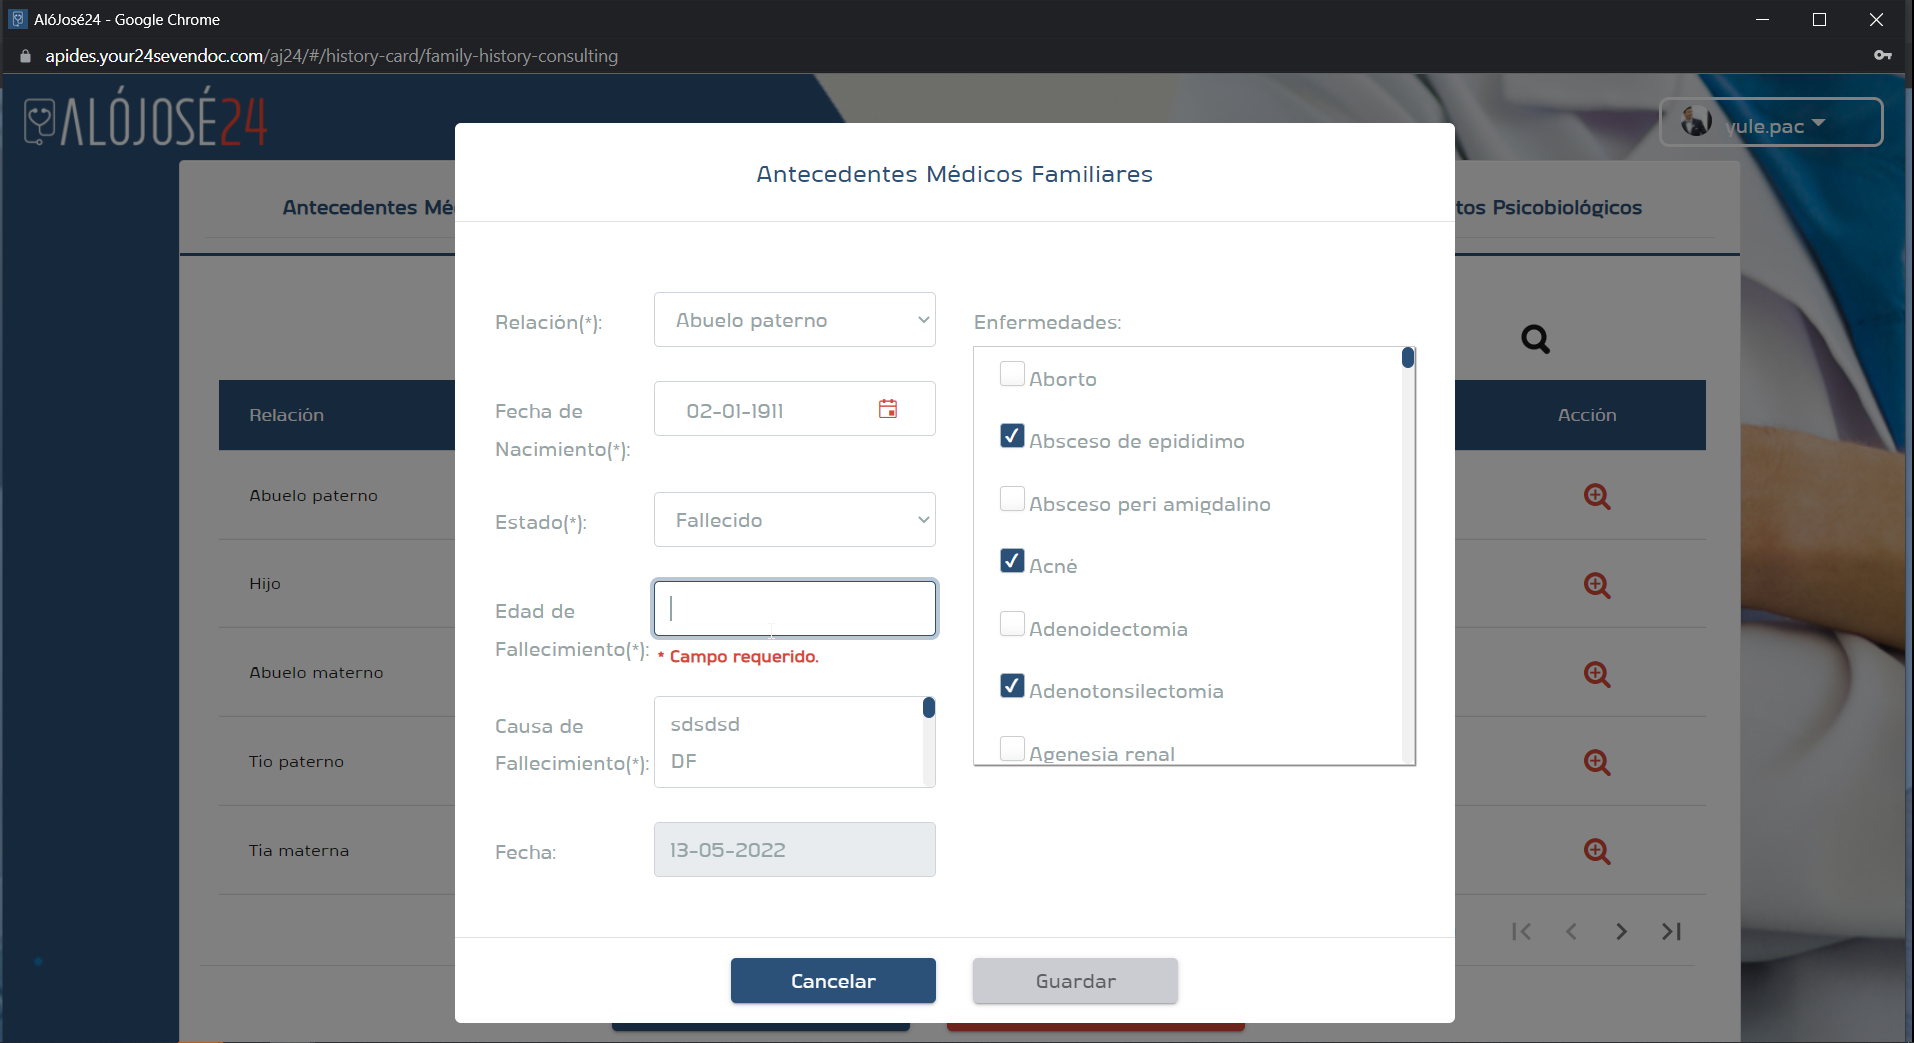 AlóJosé24 - Google Chrome
apides.your24sevendoc.com/aj24/#/history-card/family-history-consulting
ALÓJOSÉ24
yule.pac
Antecedentes Mé
tos Psicobiológicos
Antecedentes Médicos Familiares
Relación(*):
Abuelo paterno
Fecha de
Nacimiento(*):
02-01-1911
Estado(*):
Fallecido
Edad de
Fallecimiento(*):
* Campo requerido.
Causa de
Fallecimiento(*):
sdsdsd
DF
Fecha:
13-05-2022
Enfermedades:
Aborto
Absceso de epididimo
Absceso peri amigdalino
Acné
Adenoidectomia
Adenotonsilectomia
Agenesia renal
Cancelar
Guardar
Relación
Acción
Abuelo paterno
Hijo
Abuelo materno
Tio paterno
Tia materna